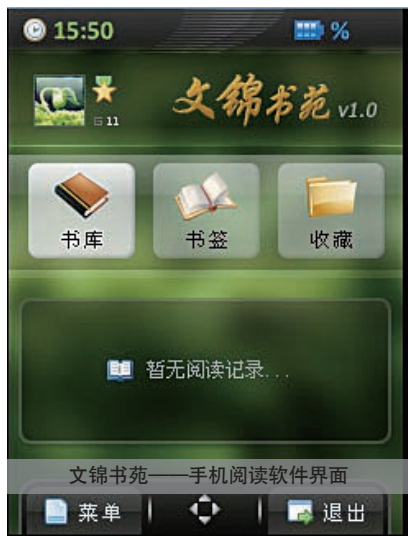 15:50 %
文锦书苑 v1.0
G 11
书库 书签 收藏
暂无阅读记录...
文锦书苑——手机阅读软件界面
菜单 退出